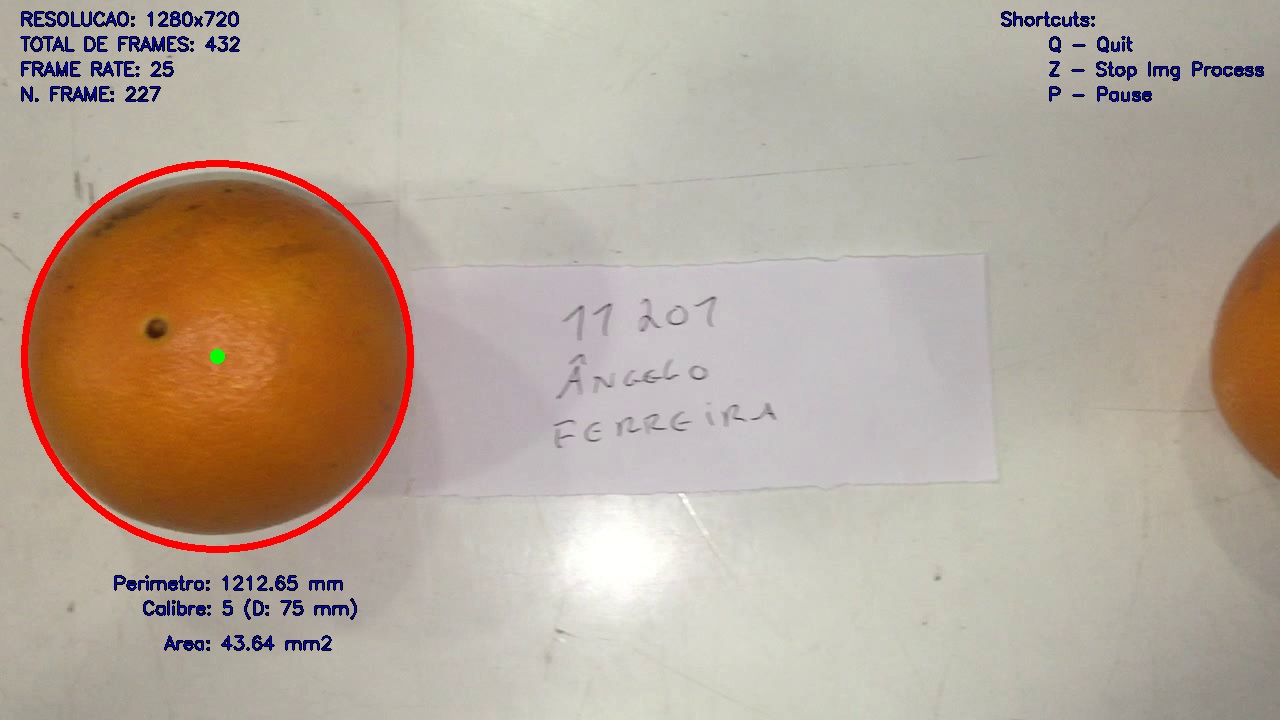 RESOLUCAO: 1280x720
TOTAL DE FRAMES: 432
FRAME RATE: 25
N. FRAME: 227
Shortcuts:
Q - Quit
Z - Stop Img Process
P - Pause
11 201
ÂNGELO
FERREIRA
Perimetro: 1212.65 mm
Calibre: 5 (D: 75 mm)
Area: 43.64 mm2